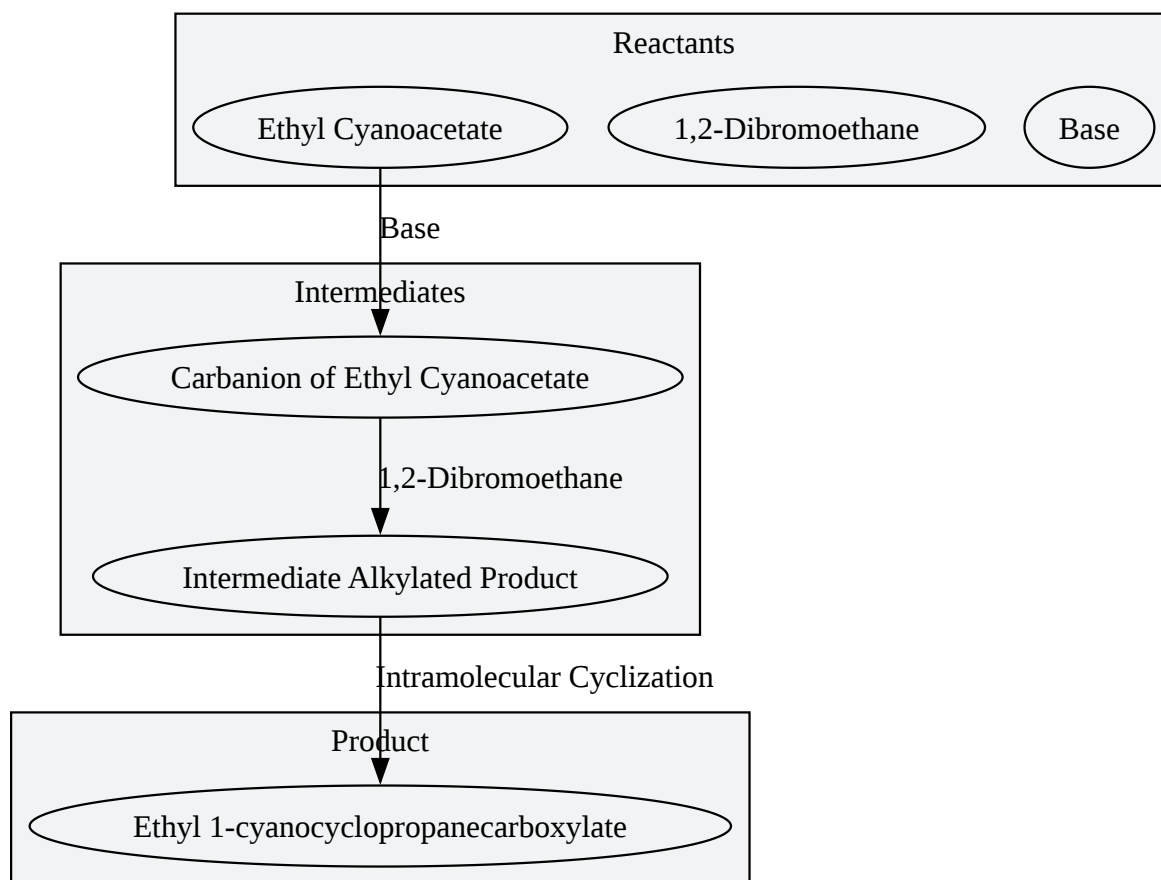 Reactants
Ethyl Cyanoacetate
1,2-Dibromoethane
Base
Base
Intermediates
Carbanion of Ethyl Cyanoacetate
1,2-Dibromoethane
Intermediate Alkylated Product
Intramolecular Cyclization
Product
Ethyl 1-cyanocyclopropanecarboxylate